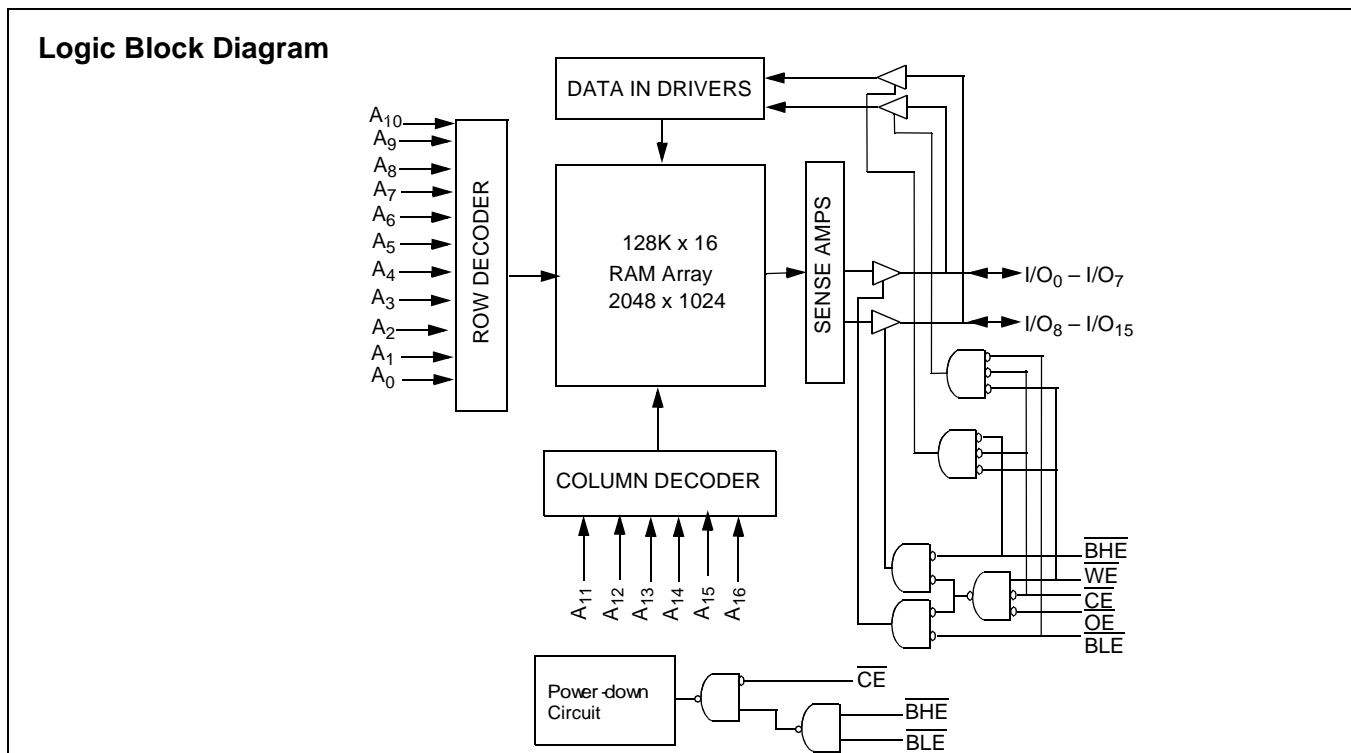 Logic Block Diagram
DATA IN DRIVERS
A10
A9
A8
A7
A6
A5
A4
A3
A2
A1
A0
ROW DECODER
128K x 16
RAM Array
2048 x 1024
SENSE AMPS
I/O0 – I/O7
I/O8 – I/O15
COLUMN DECODER
A11
A12
A13
A14
A15
A16
BHE
WE
CE
OE
BLE
Power-down
Circuit
CE
BHE
BLE